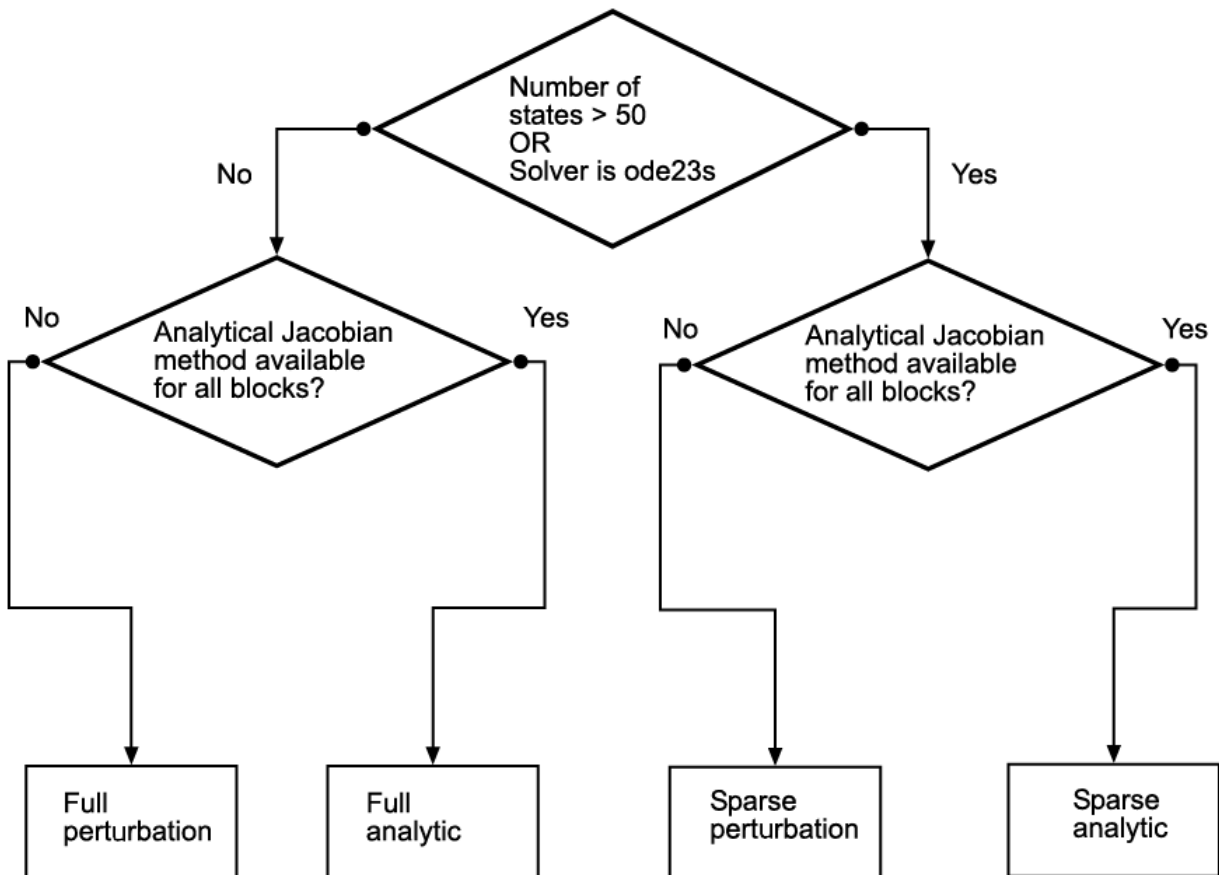 Number of
states > 50
OR
Solver is ode23s
No
Yes
No
Analytical Jacobian
method available
for all blocks?
Yes
No
Analytical Jacobian
method available
for all blocks?
Yes
Full
perturbation
Full
analytic
Sparse
perturbation
Sparse
analytic